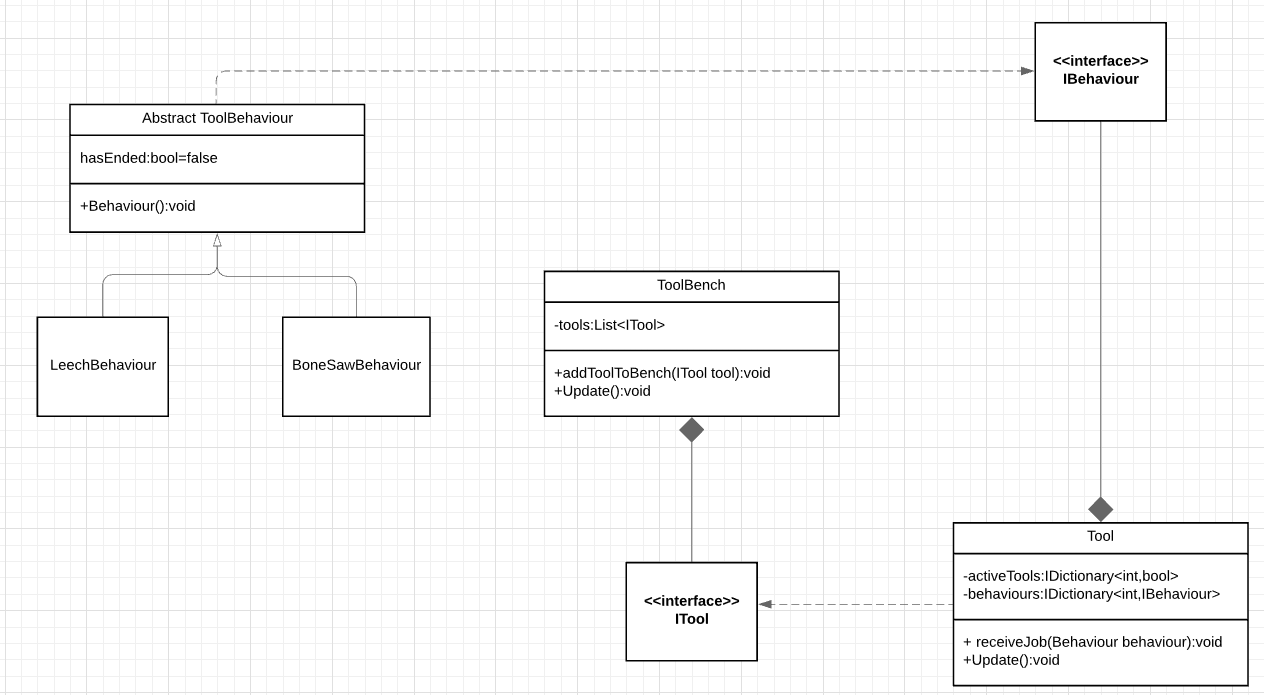 <<interface>>
IBehaviour
Abstract ToolBehaviour
hasEnded:bool=false
+Behaviour():void
LeechBehaviour
BoneSawBehaviour
ToolBench
-tools:List<ITool>
+addToolToBench(ITool tool):void
+Update():void
<<interface>>
ITool
Tool
-activeTools:IDictionary<int,bool>
-behaviours:IDictionary<int,IBehaviour>
+ receiveJob(Behaviour behaviour):void
+Update():void